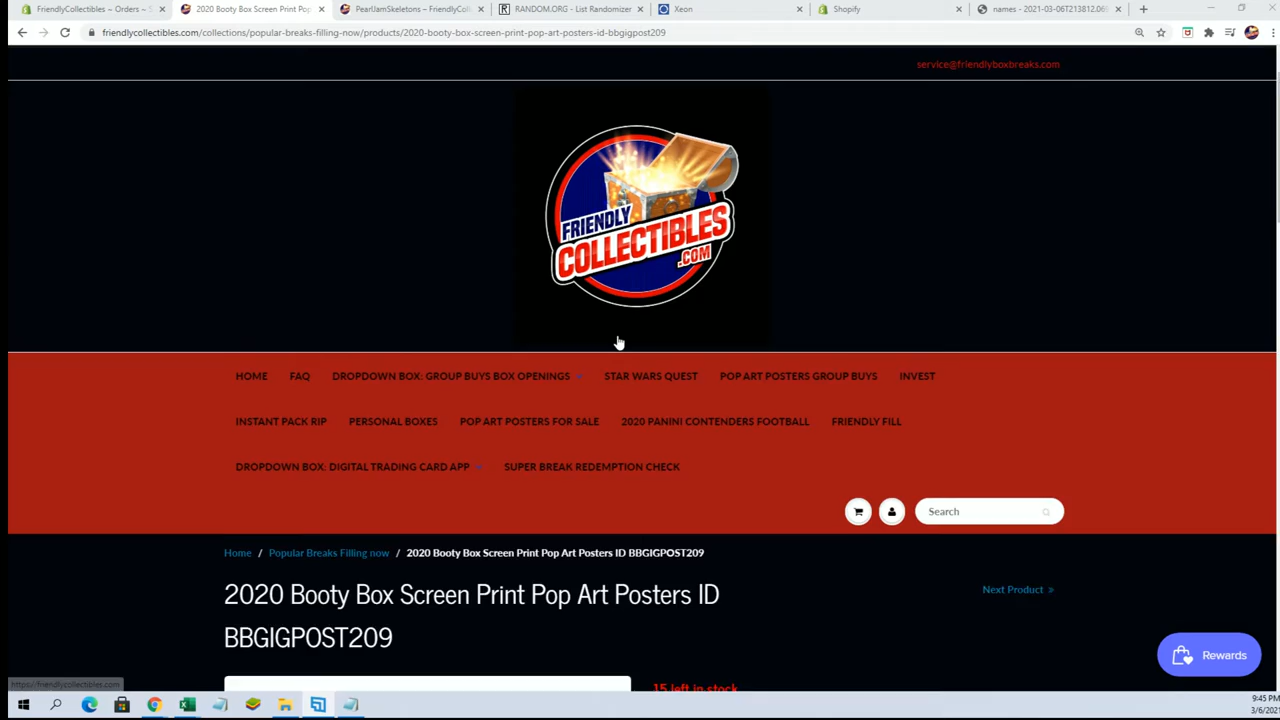 FriendlyCollectibles ~ Orders ~ S
2020 Booty Box Screen Print Pop
PearlJamSkeletons – FriendlyCol
RANDOM.ORG - List Randomizer
Xeon
Shopify
names - 2021-03-06T213812.06
friendlycollectibles.com/collections/popular-breaks-filling-now/products/2020-booty-box-screen-print-pop-art-posters-id-bbgigpost209
service@friendlyboxbreaks.com
FRIENDLY
COLLECTIBLES
.COM
HOME FAQ DROPDOWN BOX: GROUP BUYS BOX OPENINGS STAR WARS QUEST POP ART POSTERS GROUP BUYS INVEST
INSTANT PACK RIP PERSONAL BOXES POP ART POSTERS FOR SALE 2020 PANINI CONTENDERS FOOTBALL FRIENDLY FILL
DROPDOWN BOX: DIGITAL TRADING CARD APP SUPER BREAK REDEMPTION CHECK
Search
Home / Popular Breaks Filling now / 2020 Booty Box Screen Print Pop Art Posters ID BBGIGPOST209
2020 Booty Box Screen Print Pop Art Posters ID
BBGIGPOST209
Next Product »
Rewards
15 left in stock
https://friendlycollectibles.com
9:45 PM
3/6/2021